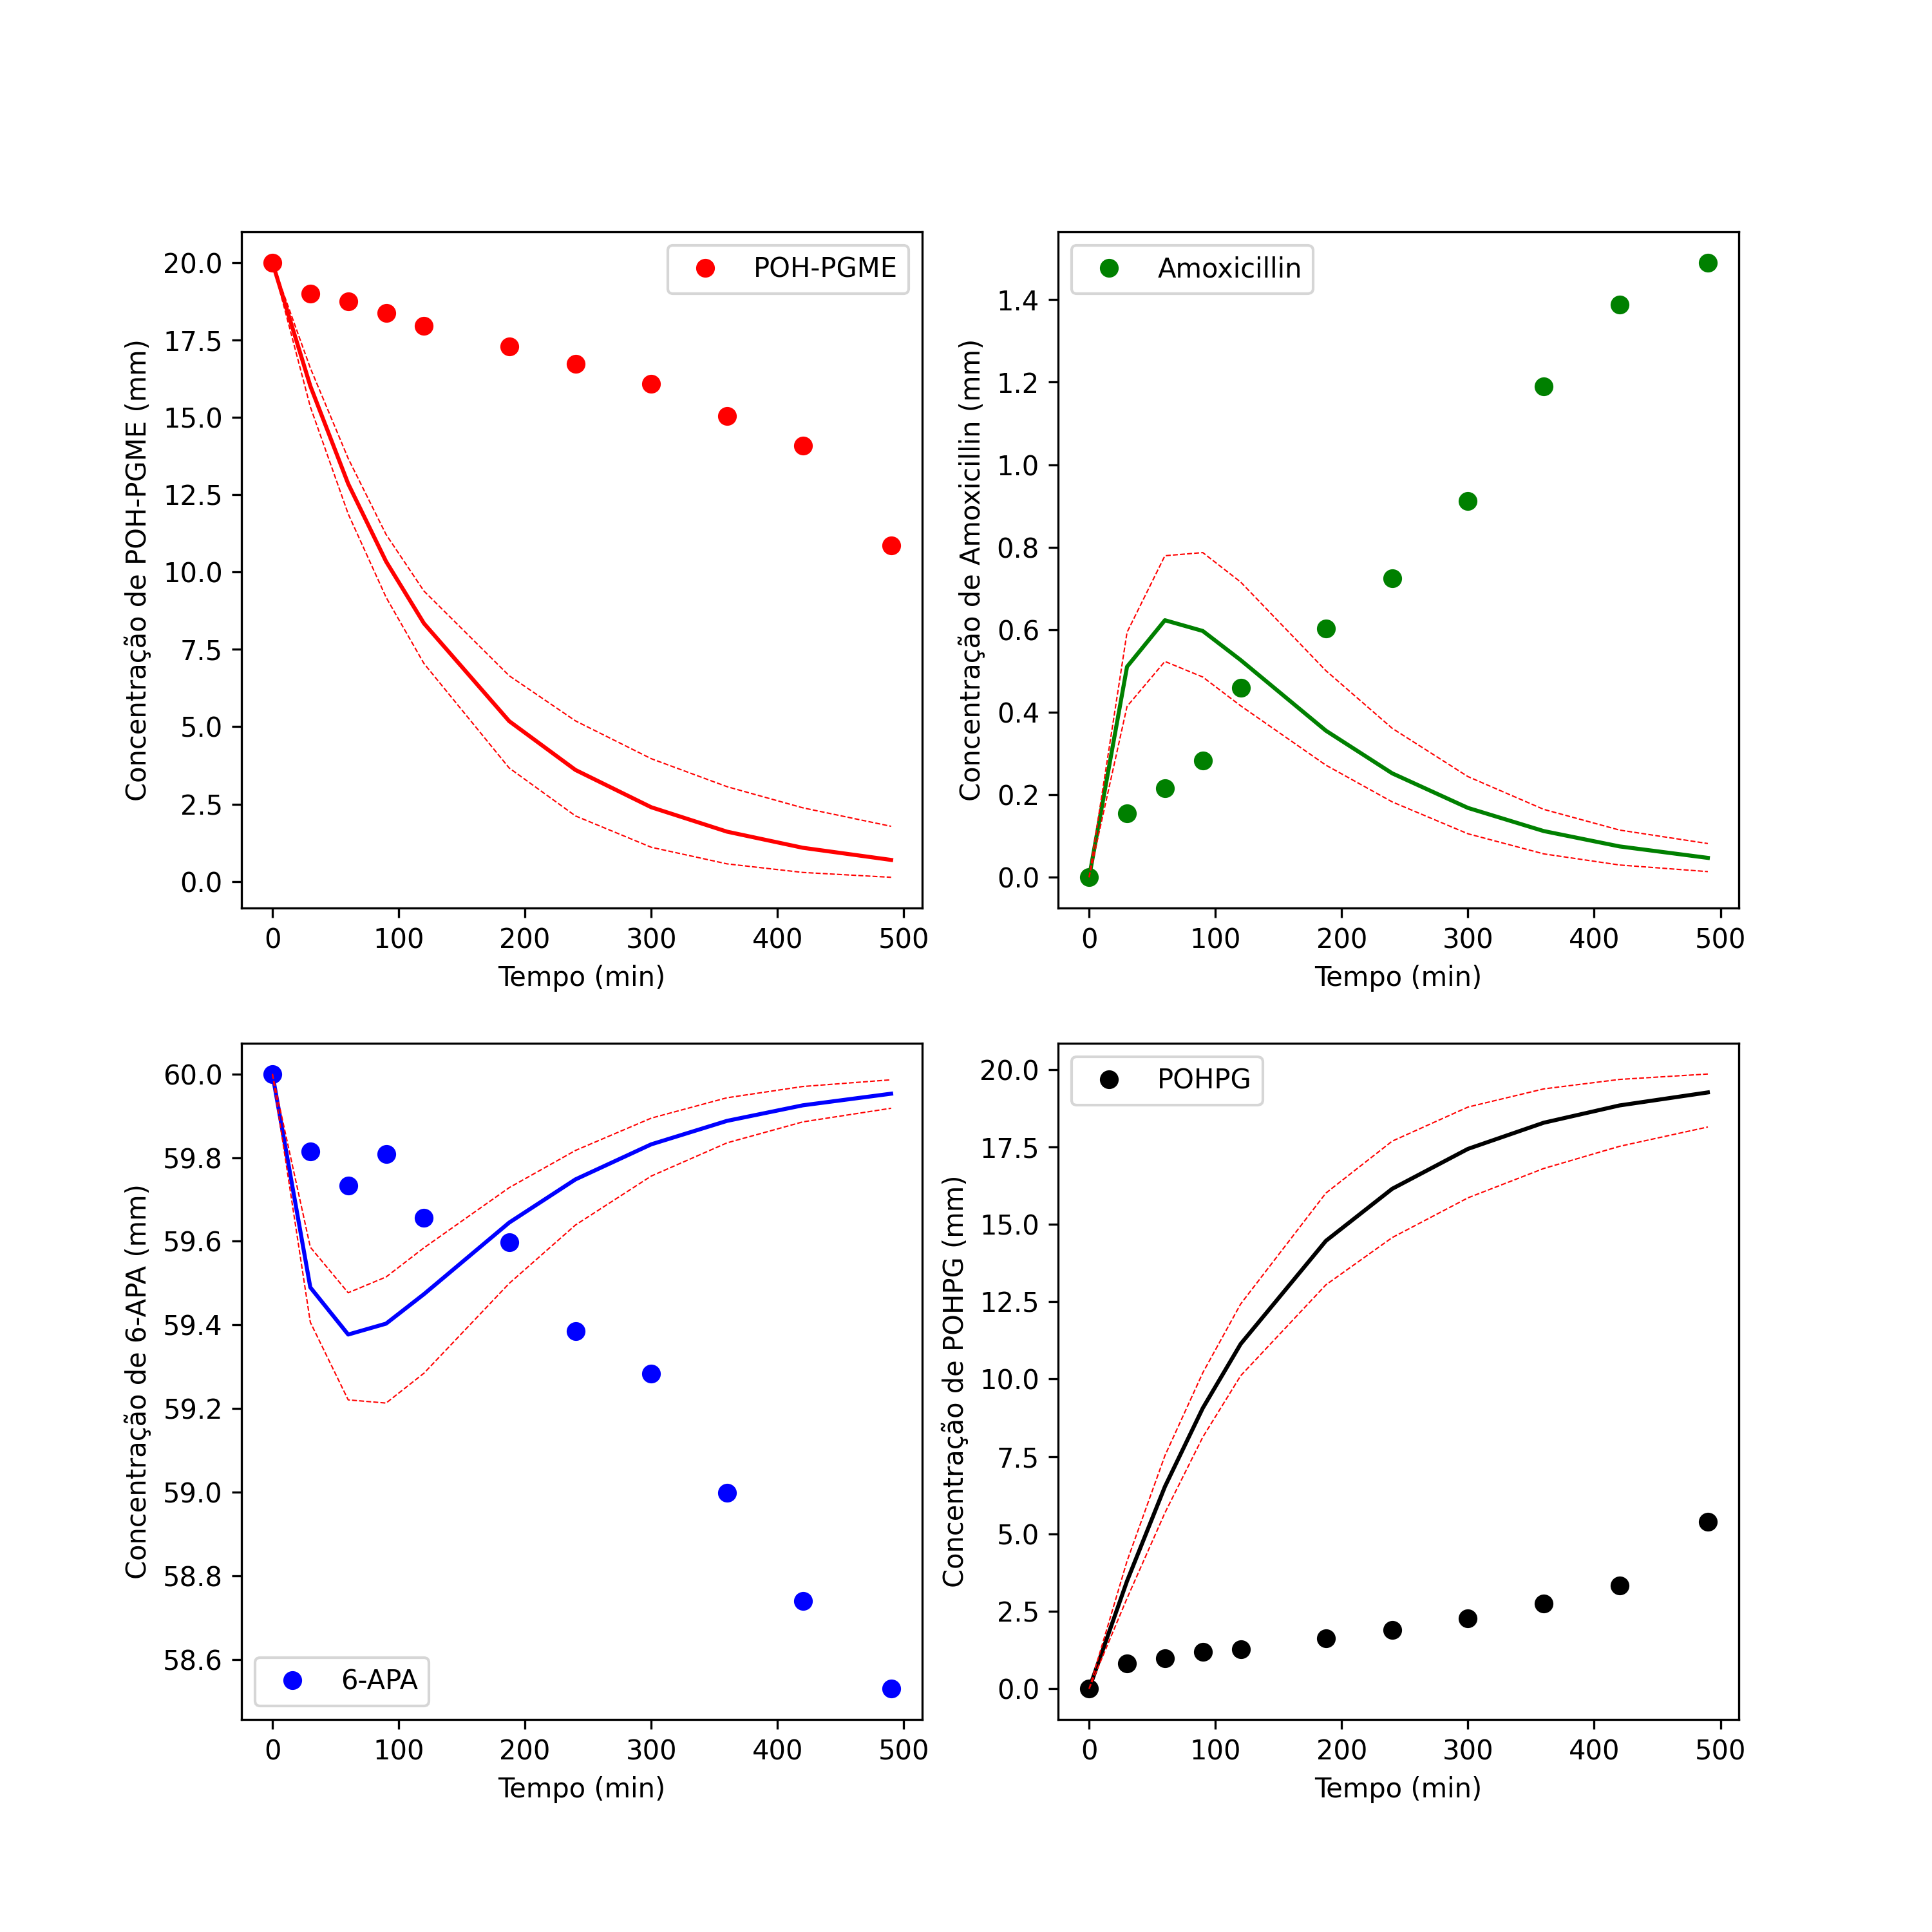 POH-PGME
Concentração de POH-PGME (mm)
20.0
17.5
15.0
12.5
10.0
7.5
5.0
2.5
0.0
0 100 200 300 400 500
Tempo (min)
Amoxicillin
Concentração de Amoxicillin (mm)
1.4
1.2
1.0
0.8
0.6
0.4
0.2
0.0
0 100 200 300 400 500
Tempo (min)
6-APA
Concentração de 6-APA (mm)
60.0
59.8
59.6
59.4
59.2
59.0
58.8
58.6
0 100 200 300 400 500
Tempo (min)
POHPG
Concentração de POHPG (mm)
20.0
17.5
15.0
12.5
10.0
7.5
5.0
2.5
0.0
0 100 200 300 400 500
Tempo (min)